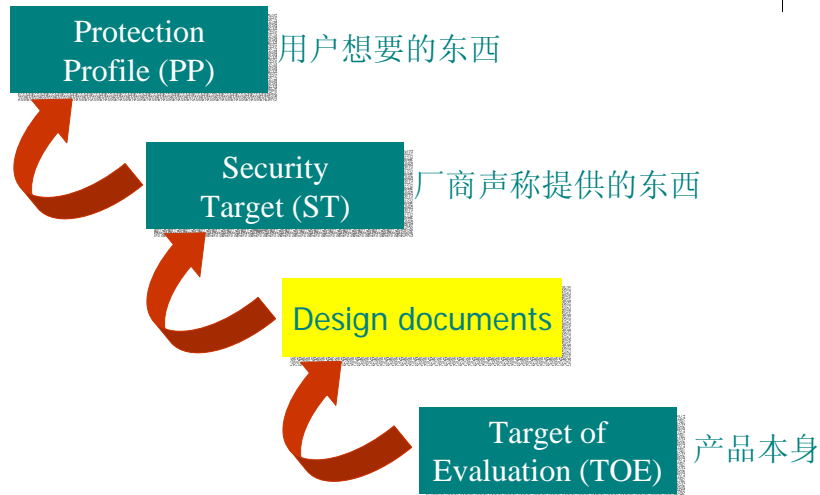 Protection
Profile (PP)
用户想要的东西
Security
Target (ST)
厂商声称提供的东西
Design documents
Target of
Evaluation (TOE)
产品本身